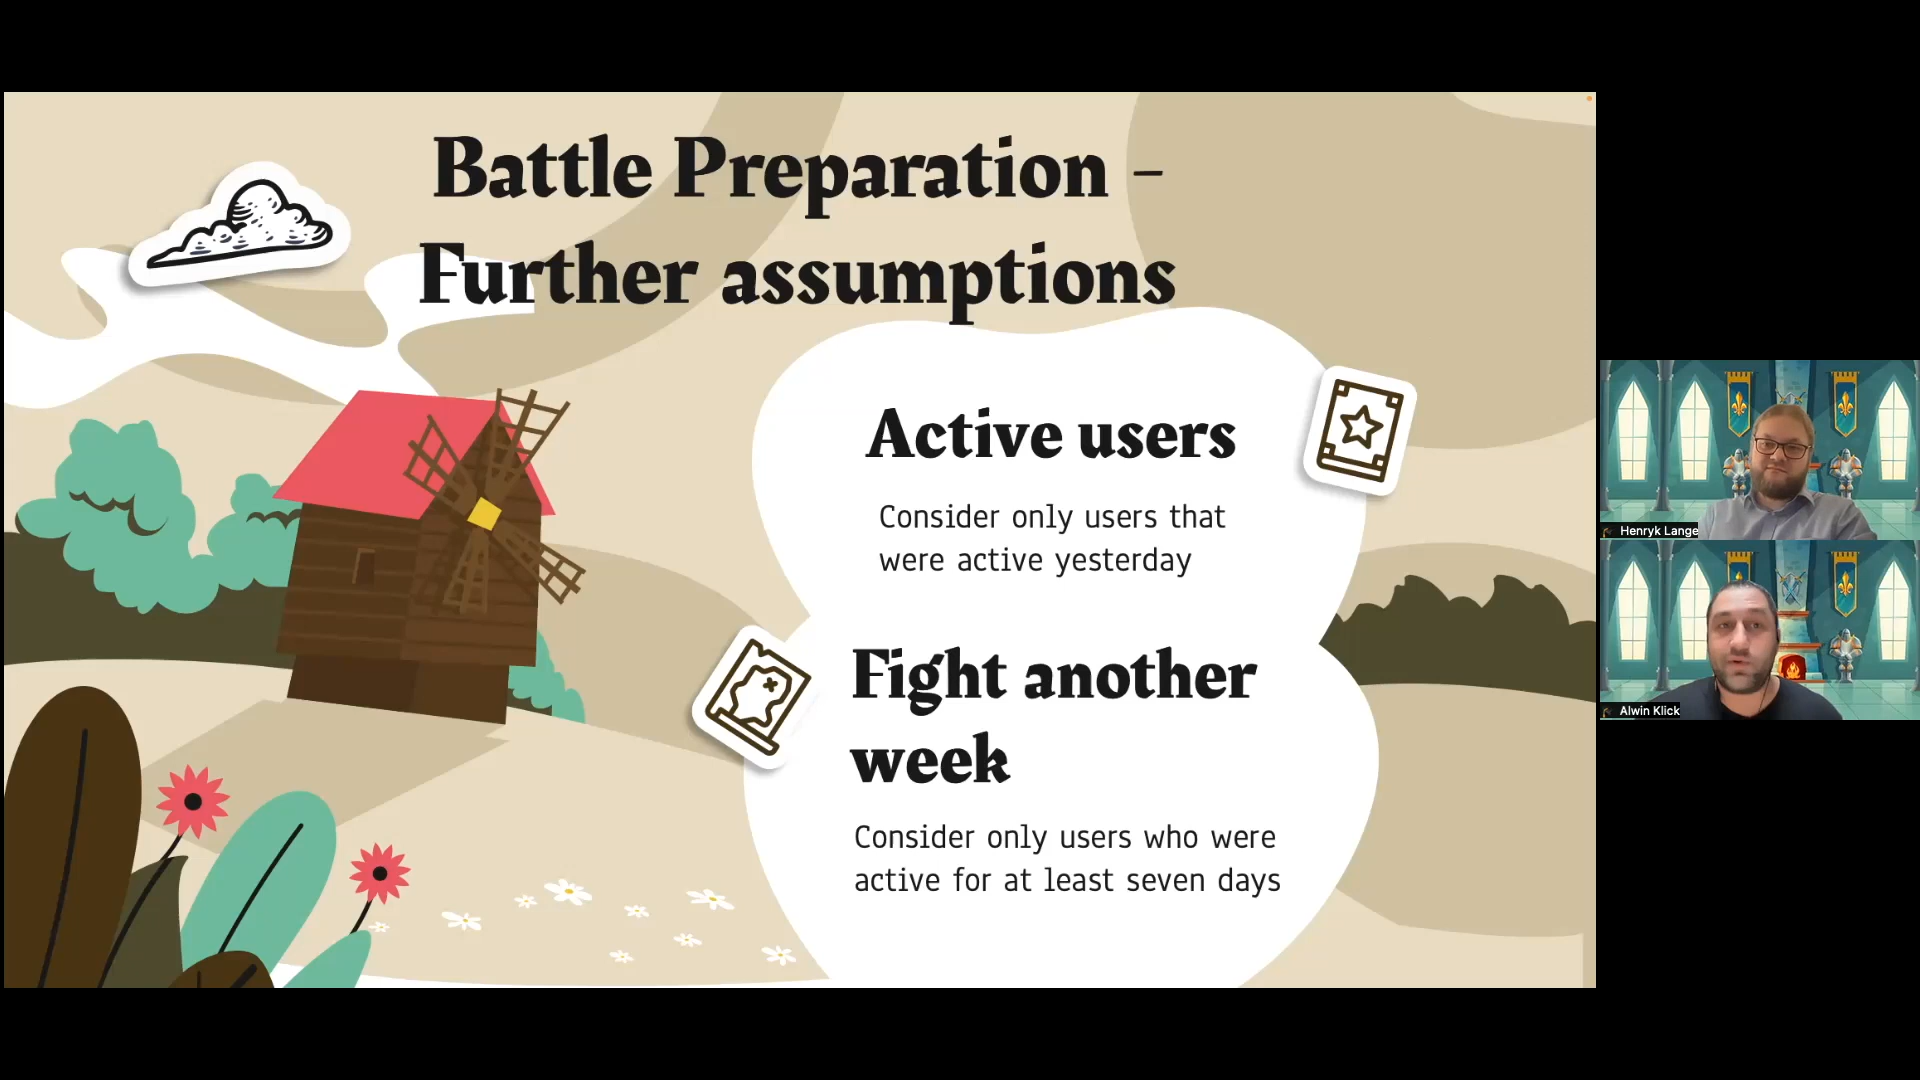 Battle Preparation –
Further assumptions
Active users
Consider only users that
were active yesterday
Fight another
week
Consider only users who were
active for at least seven days
Henryk Lange
Alwin Klick